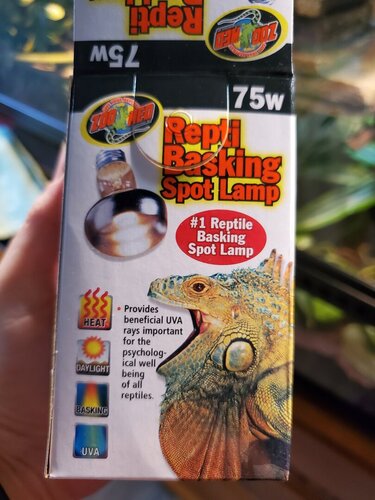 Repti
75w
ZOO MED
ZOO MED
75w
Repti
Basking
Spot Lamp
#1 Reptile
Basking
Spot Lamp
HEAT
DAYLIGHT
BASKING
UVA
• Provides
beneficial UVA
rays important
for the
psycholog-
ical well
being
of all
reptiles.